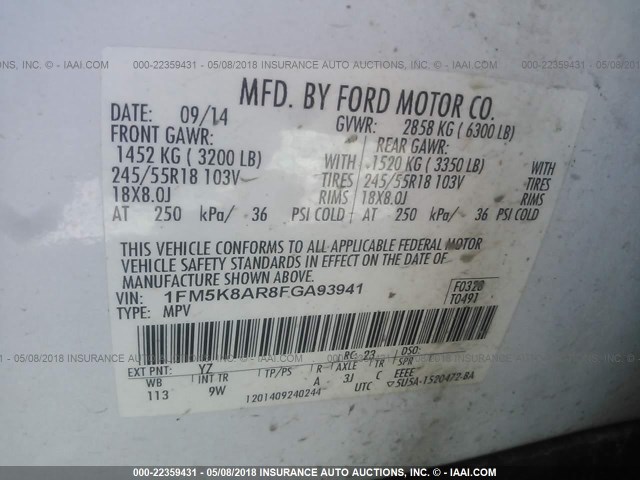 000-22359431 - 05/08/2018 INSURANCE AUTO AUCTIONS, INC. - © IAAI.COM
MFD. BY FORD MOTOR CO.
DATE: 09/14 GVWR: 2858 KG ( 6300 LB)
FRONT GAWR: REAR GAWR:
1452 KG ( 3200 LB) WITH 1520 KG ( 3350 LB) WITH
245/55R18 103V TIRES 245/55R18 103V TIRES
18X8.0J RIMS 18X8.0J RIMS
AT 250 kPa/ 36 PSI COLD AT 250 kPa/ 36 PSI COLD
THIS VEHICLE CONFORMS TO ALL APPLICABLE FEDERAL MOTOR
VEHICLE SAFETY STANDARDS IN EFFECT ON THE DATE OF
MANUFACTURE SHOWN ABOVE.
VIN: 1FM5K8AR8FGA93941 F0320
TYPE: MPV T0491
EXT PNT: YZ RC: 23 DSO:
WB INT TR TP/PS R AXLE TR SPR
113 9W A 3J C EEEE
1201409240244 UTC ▽5U5A-1520472-BA
000-22359431 - 05/08/2018 INSURANCE AUTO AUCTIONS, INC. - © IAAI.COM